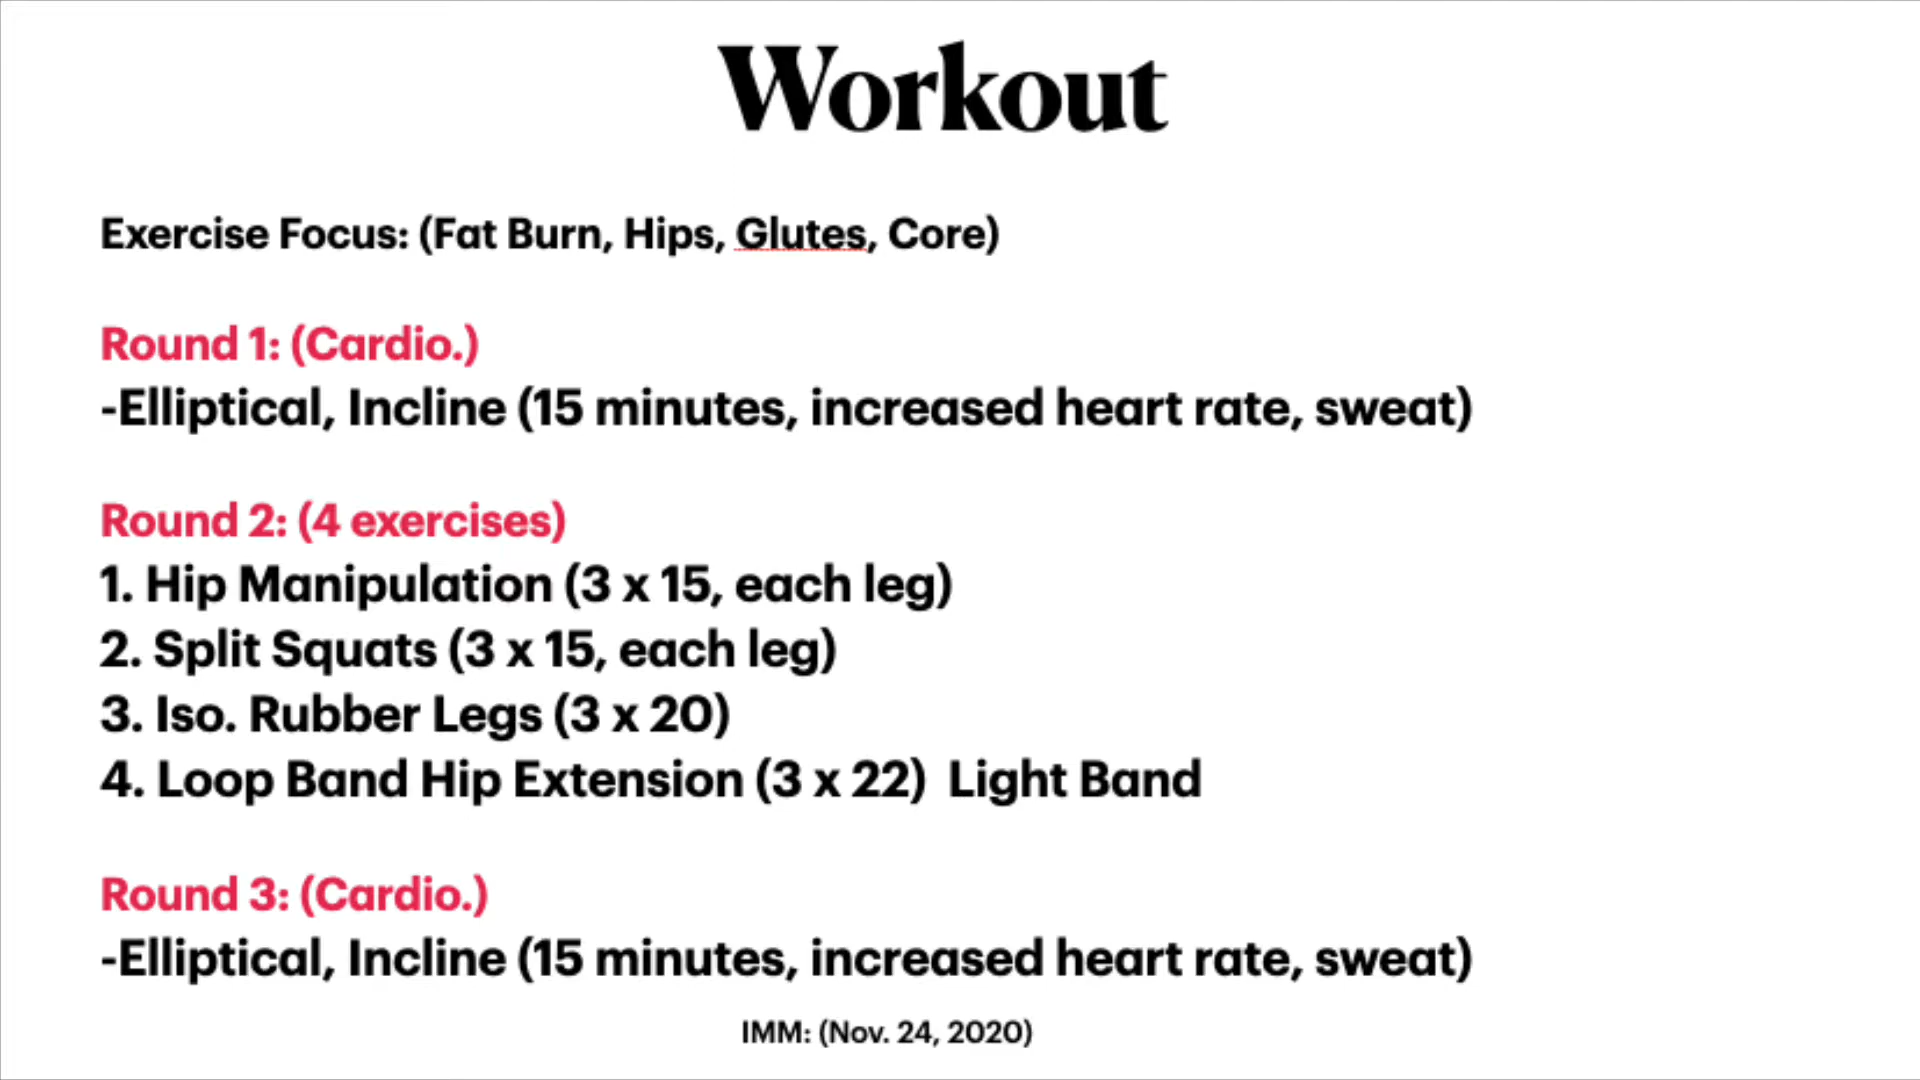 Workout
Exercise Focus: (Fat Burn, Hips, Glutes, Core)
Round 1: (Cardio.)
-Elliptical, Incline (15 minutes, increased heart rate, sweat)
Round 2: (4 exercises)
1. Hip Manipulation (3 x 15, each leg)
2. Split Squats (3 x 15, each leg)
3. Iso. Rubber Legs (3 x 20)
4. Loop Band Hip Extension (3 x 22)  Light Band
Round 3: (Cardio.)
-Elliptical, Incline (15 minutes, increased heart rate, sweat)
IMM: (Nov. 24, 2020)